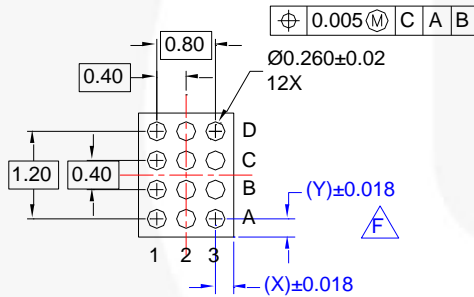 ⌖ 0.005 Ⓜ C A B
0.80
Ø0.260±0.02
12X
0.40
D
C
1.20 0.40
B
(Y)±0.018
A
F
1 2 3
(X)±0.018